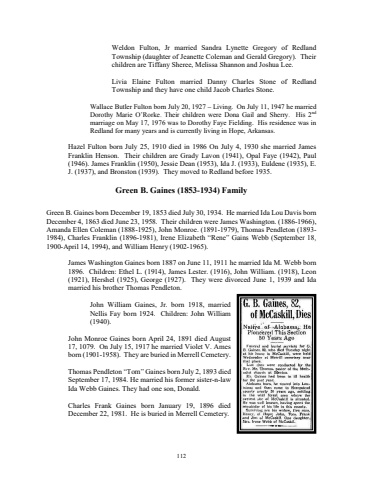 Weldon Fulton, Jr married Sandra Lynette Gregory of Redland
Township (daughter of Jeanette Coleman and Gerald Gregory). Their
children are Tiffany Sheree, Melissa Shannon and Joshua Lee.
Livia Elaine Fulton married Danny Charles Stone of Redland
Township and they have one child Jacob Charles Stone.
Wallace Butler Fulton born July 20, 1927 – Living. On July 11, 1947 he married
Dorothy Marie O'Rorke. Their children were Dona Gail and Sherry. His 2nd
marriage on May 17, 1976 was to Dorothy Faye Fielding. His residence was in
Redland for many years and is currently living in Hope, Arkansas.
Hazel Fulton born July 25, 1910 died in 1986 On July 4, 1930 she married James
Franklin Henson. Their children are Grady Lavon (1941), Opal Faye (1942), Paul
(1946). James Franklin (1950), Jessie Dean (1953), Ida J. (1933), Euldene (1935), E.
J. (1937), and Bronston (1939). They moved to Redland before 1935.
Green B. Gaines (1853-1934) Family
Green B. Gaines born December 19, 1853 died July 30, 1934. He married Ida Lou Davis born
December 4, 1863 died June 23, 1958. Their children were James Washington. (1886-1966),
Amanda Ellen Coleman (1888-1925), John Monroe. (1891-1979), Thomas Pendleton (1893-
1984), Charles Franklin (1896-1981), Irene Elizabeth "Rene" Gains Webb (September 18,
1900-April 14, 1994), and William Henry (1902-1965).
James Washington Gaines born 1887 on June 11, 1911 he married Ida M. Webb born
1896. Children: Ethel L. (1914), James Lester. (1916), John William. (1918), Leon
(1921), Hershel (1925), George (1927). They were divorced June 1, 1939 and Ida
married his brother Thomas Pendleton.
John William Gaines, Jr. born 1918, married
Nellis Fay born 1924. Children: John William
(1940).
John Monroe Gaines born April 24, 1891 died August
17, 1079. On July 15, 1917 he married Violet V. Ames
born (1901-1958). They are buried in Merrell Cemetery.
Thomas Pendleton "Tom" Gaines born July 2, 1893 died
September 17, 1984. He married his former sister-n-law
Ida Webb Gaines. They had one son, Donald.
Charles Frank Gaines born January 19, 1896 died
December 22, 1981. He is buried in Merrell Cemetery.
G. B. Gaines, 82,
of McCaskill, Dies
Native of Alabama, He
Pioneered This Section
50 Years Ago
112